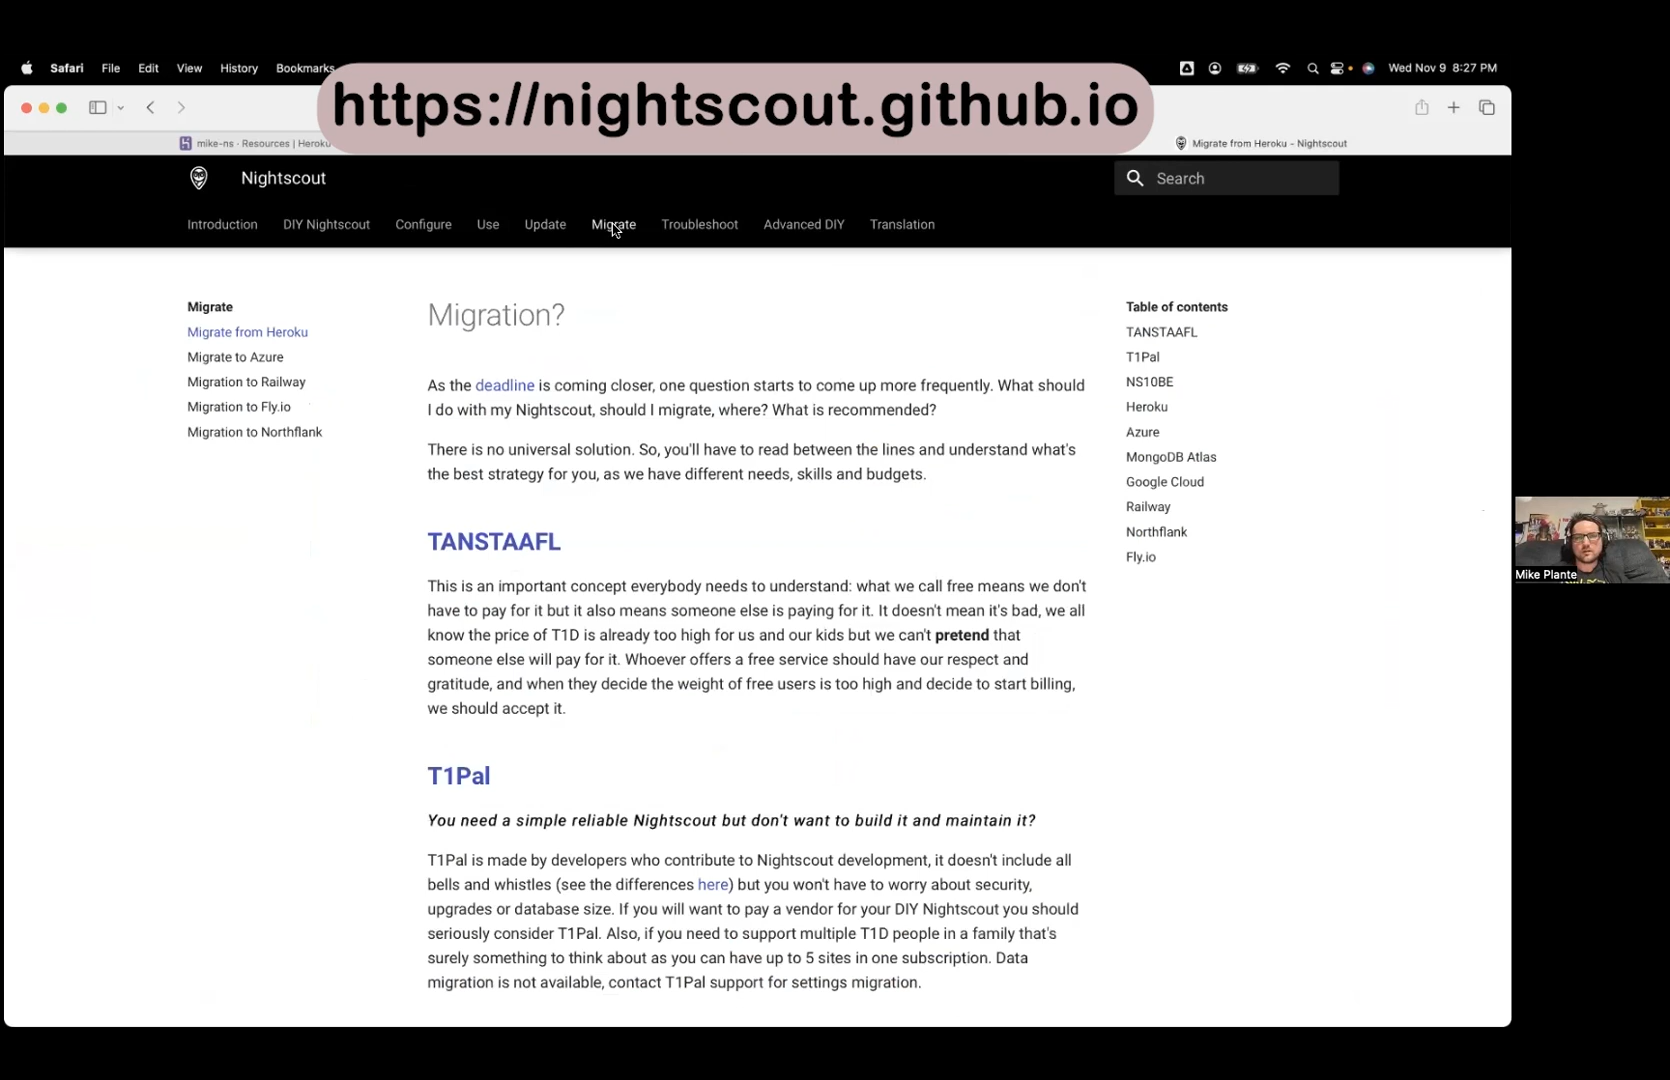 Safari File Edit View History Bookmarks
Wed Nov 9 8:27 PM
https://nightscout.github.io
mike-ns · Resources | Heroku
Migrate from Heroku - Nightscout
Nightscout
Search
Introduction DIY Nightscout Configure Use Update Migrate Troubleshoot Advanced DIY Translation
Migrate
Migrate from Heroku
Migrate to Azure
Migration to Railway
Migration to Fly.io
Migration to Northflank
Migration?
As the deadline is coming closer, one question starts to come up more frequently. What should
I do with my Nightscout, should I migrate, where? What is recommended?
There is no universal solution. So, you'll have to read between the lines and understand what's
the best strategy for you, as we have different needs, skills and budgets.
TANSTAAFL
This is an important concept everybody needs to understand: what we call free means we don't
have to pay for it but it also means someone else is paying for it. It doesn't mean it's bad, we all
know the price of T1D is already too high for us and our kids but we can't pretend that
someone else will pay for it. Whoever offers a free service should have our respect and
gratitude, and when they decide the weight of free users is too high and decide to start billing,
we should accept it.
T1Pal
You need a simple reliable Nightscout but don't want to build it and maintain it?
T1Pal is made by developers who contribute to Nightscout development, it doesn't include all
bells and whistles (see the differences here) but you won't have to worry about security,
upgrades or database size. If you will want to pay a vendor for your DIY Nightscout you should
seriously consider T1Pal. Also, if you need to support multiple T1D people in a family that's
surely something to think about as you can have up to 5 sites in one subscription. Data
migration is not available, contact T1Pal support for settings migration.
Table of contents
TANSTAAFL
T1Pal
NS10BE
Heroku
Azure
MongoDB Atlas
Google Cloud
Railway
Northflank
Fly.io
Mike Plante